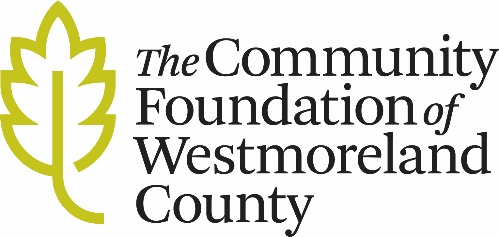 The Community
Foundation of
Westmoreland
County